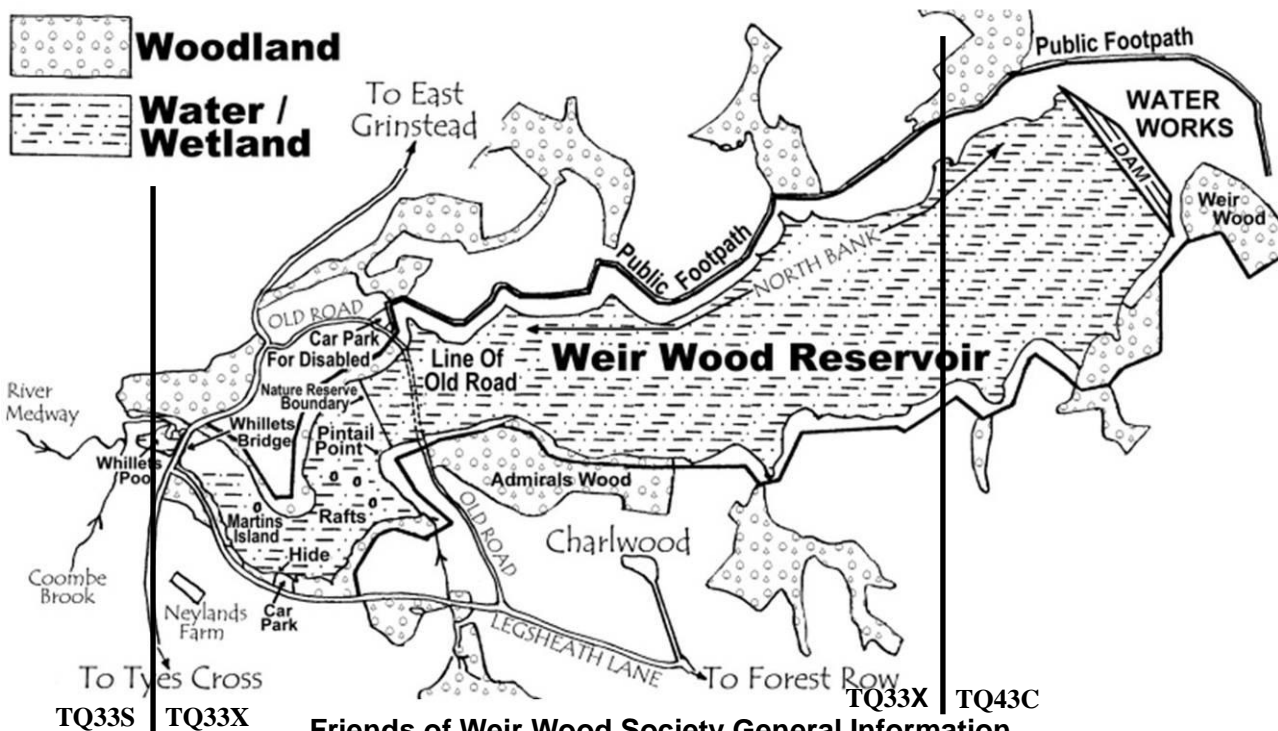 Woodland
Water /
Wetland
To East
Grinstead
Public Footpath
WATER
WORKS
DAM
Weir
Wood
Public
Footpath
NORTH BANK
OLD ROAD
Car Park
For Disabled
Line Of
Old Road
Weir Wood Reservoir
Nature Reserve
Boundary
River
Medway
Whillets
Bridge
Pintail
Point
Whillets
Pool
Admirals Wood
Martins
Island
Rafts
OLD ROAD
Charlwood
Hide
Coombe
Brook
Neylands
Farm
Car
Park
LEGSHEATH LANE
To Tyes Cross
To Forest Row
TQ33X
TQ43C
TQ33S
TQ33X
Friends of Weir Wood Society General Information